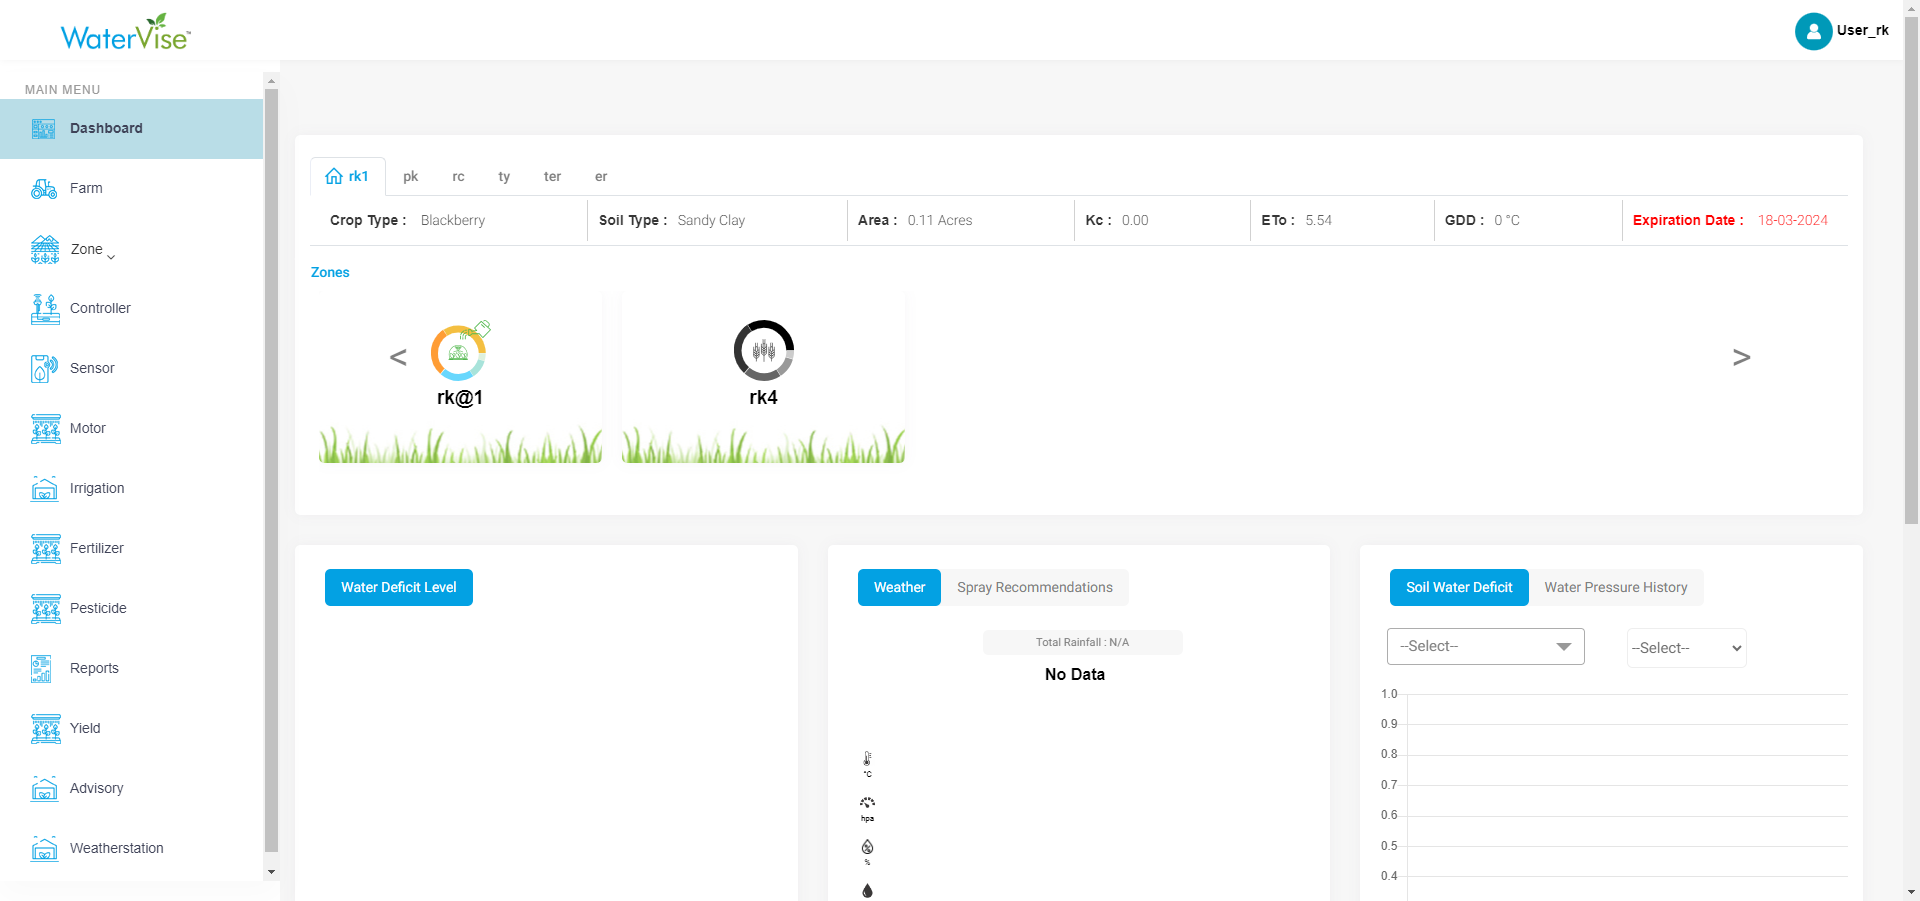 WaterVise™
User_rk
MAIN MENU
Dashboard
Farm
Zone
Controller
Sensor
Motor
Irrigation
Fertilizer
Pesticide
Reports
Yield
Advisory
Weatherstation
rk1 pk rc ty ter er
Crop Type : Blackberry Soil Type : Sandy Clay Area : 0.11 Acres Kc : 0.00 ETo : 5.54 GDD : 0 °C Expiration Date : 18-03-2024
Zones
< >
rk@1 rk4
Water Deficit Level
Weather Spray Recommendations
Total Rainfall : N/A
No Data
°C
hpa
%
Soil Water Deficit Water Pressure History
--Select-- --Select--
1.0
0.9
0.8
0.7
0.6
0.5
0.4